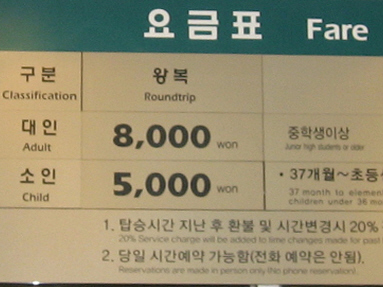 요금표 Fare
구분 왕복
Classification Roundtrip
대인 8,000 won 중학생이상
Adult Junior high students or older
소인 5,000 won • 37개월~초등
Child 37 month to
children under 36
1. 탑승시간 지난 후 환불 및 시간변경시 20%
20% Service charge will be added to time changes made for past
2. 당일 시간예약 가능함(전화 예약은 안됨).
Reservations are made in person only (No phone reservation).